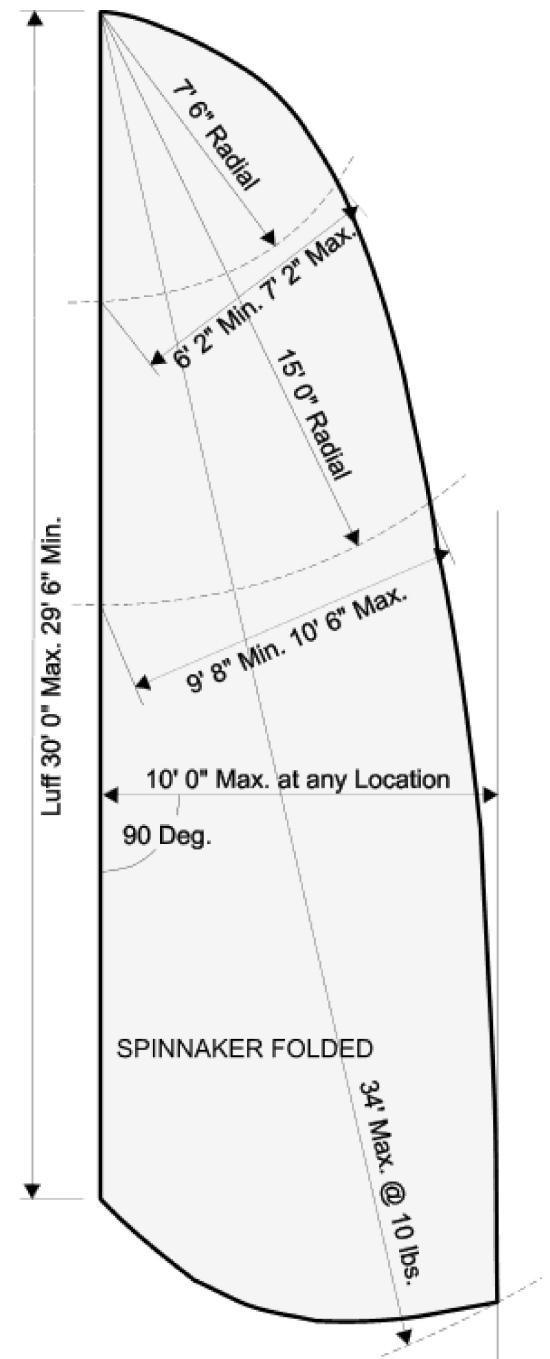 7' 6" Radial
6' 2" Min. 7' 2" Max.
15' 0" Radial
Luff 30' 0" Max. 29' 6" Min.
9' 8" Min. 10' 6" Max.
10' 0" Max. at any Location
90 Deg.
SPINNAKER FOLDED
34' Max. @ 10 lbs.